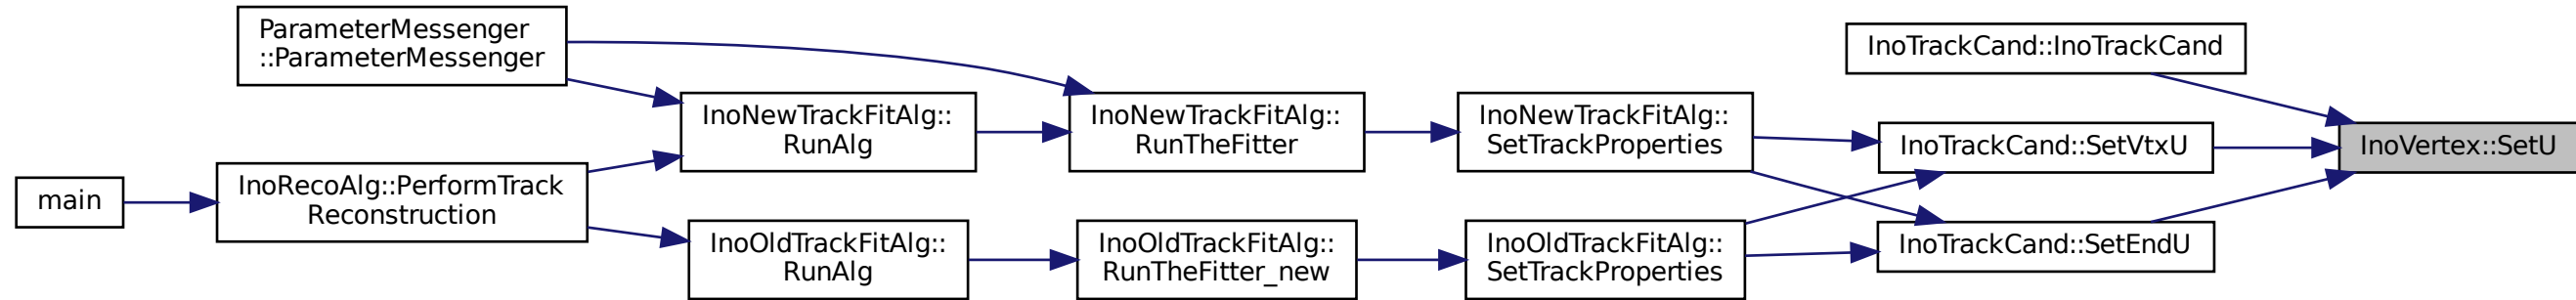 ParameterMessenger
::ParameterMessenger
InoTrackCand::InoTrackCand
InoNewTrackFitAlg::
RunAlg
InoNewTrackFitAlg::
RunTheFitter
InoNewTrackFitAlg::
SetTrackProperties
InoTrackCand::SetVtxU
InoVertex::SetU
main
InoRecoAlg::PerformTrack
Reconstruction
InoOldTrackFitAlg::
RunAlg
InoOldTrackFitAlg::
RunTheFitter_new
InoOldTrackFitAlg::
SetTrackProperties
InoTrackCand::SetEndU